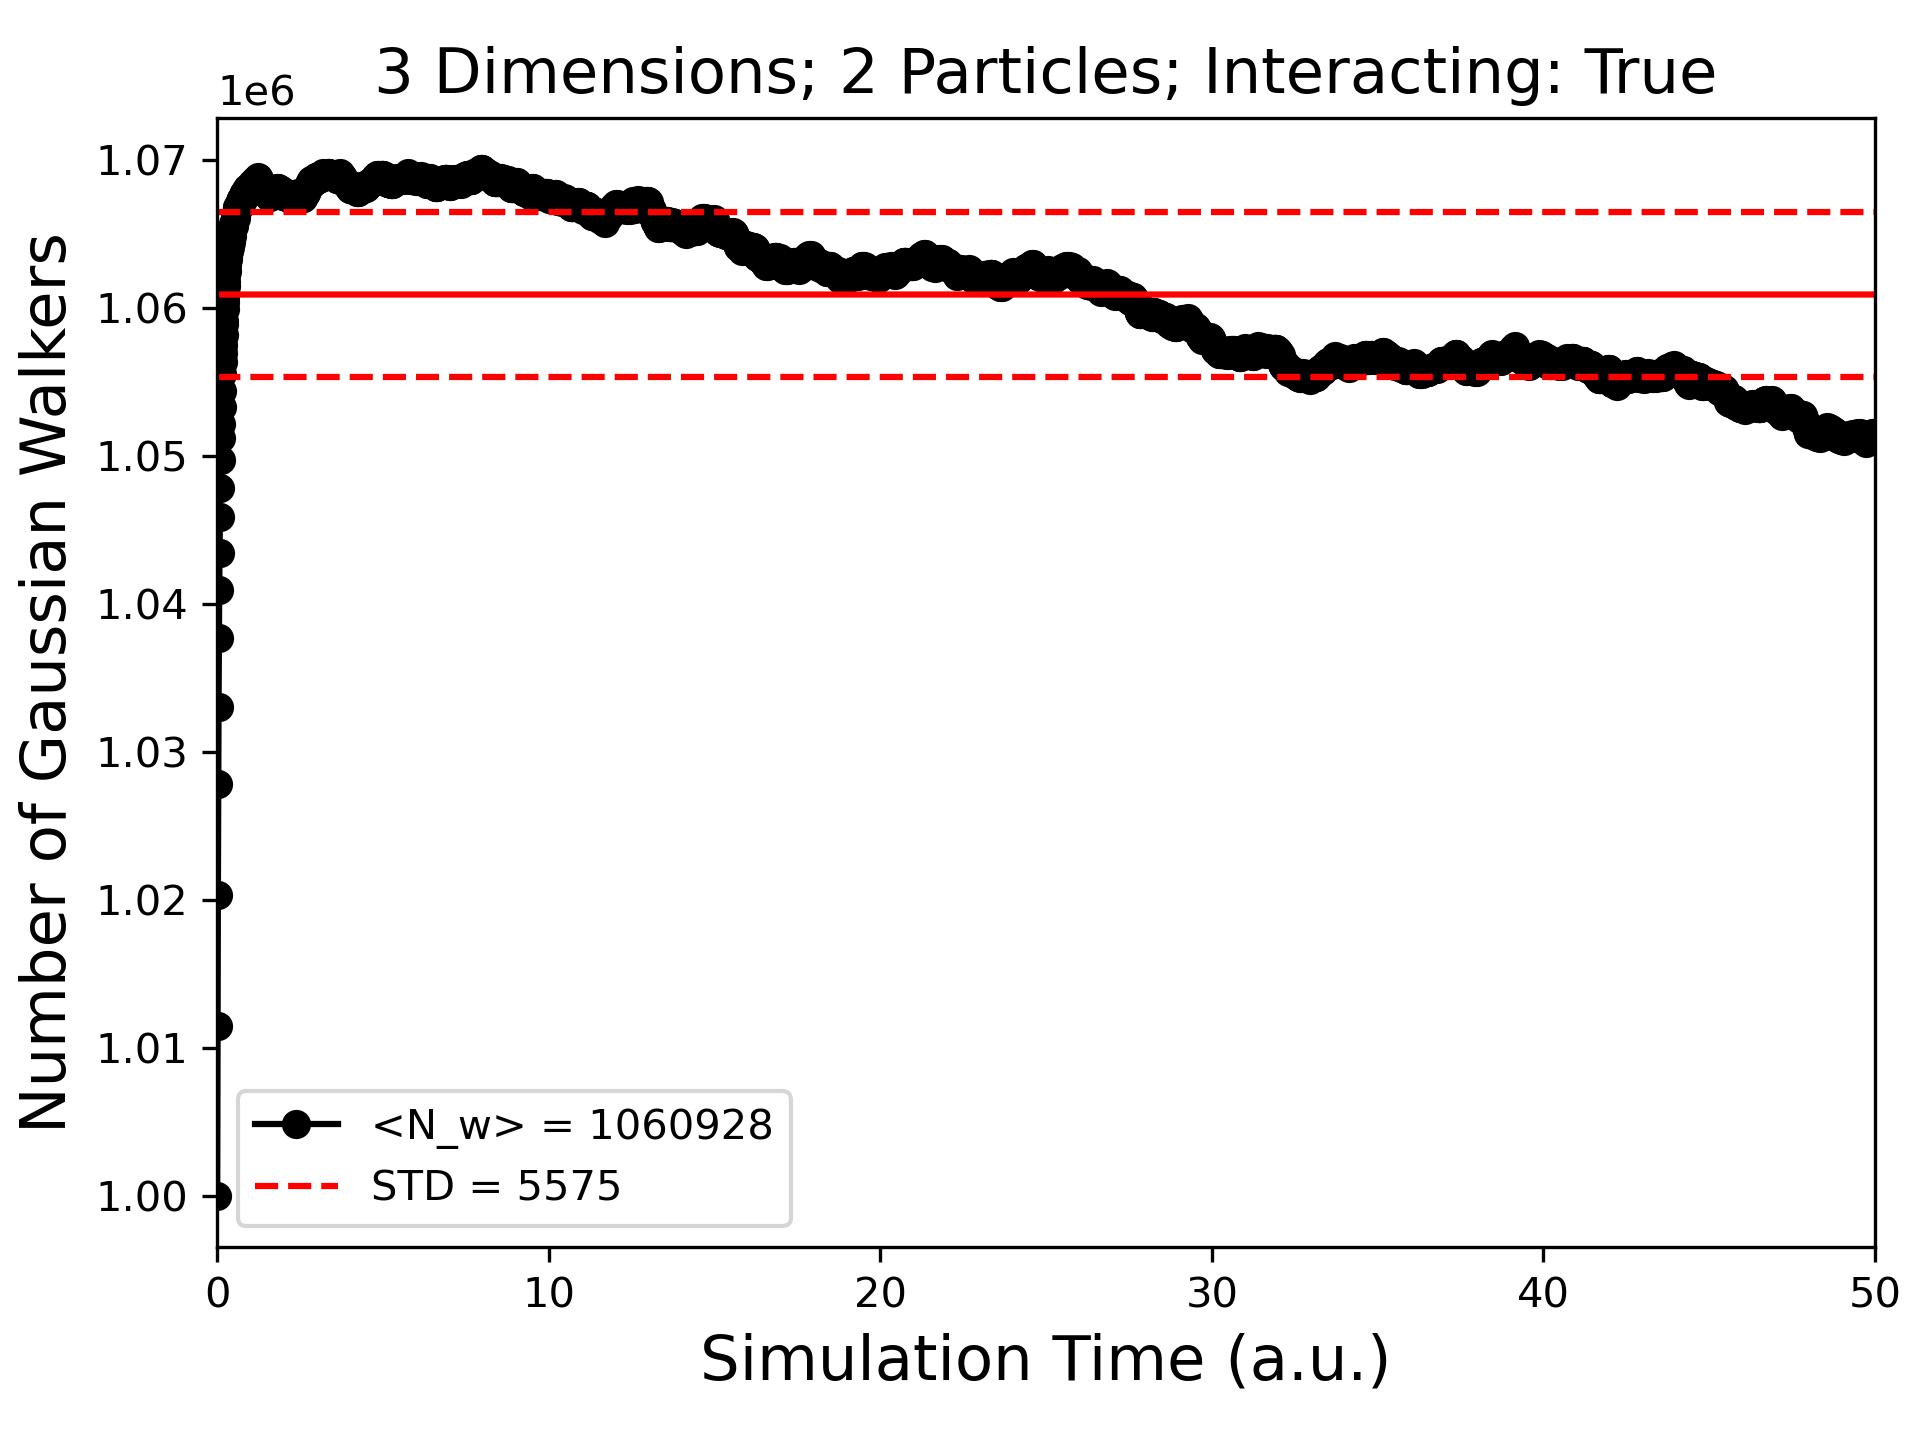 3 Dimensions; 2 Particles; Interacting: True
1e6
1.07
1.06
1.05
1.04
1.03
1.02
1.01
1.00
Number of Gaussian Walkers
<N_w> = 1060928
STD = 5575
0 10 20 30 40 50
Simulation Time (a.u.)